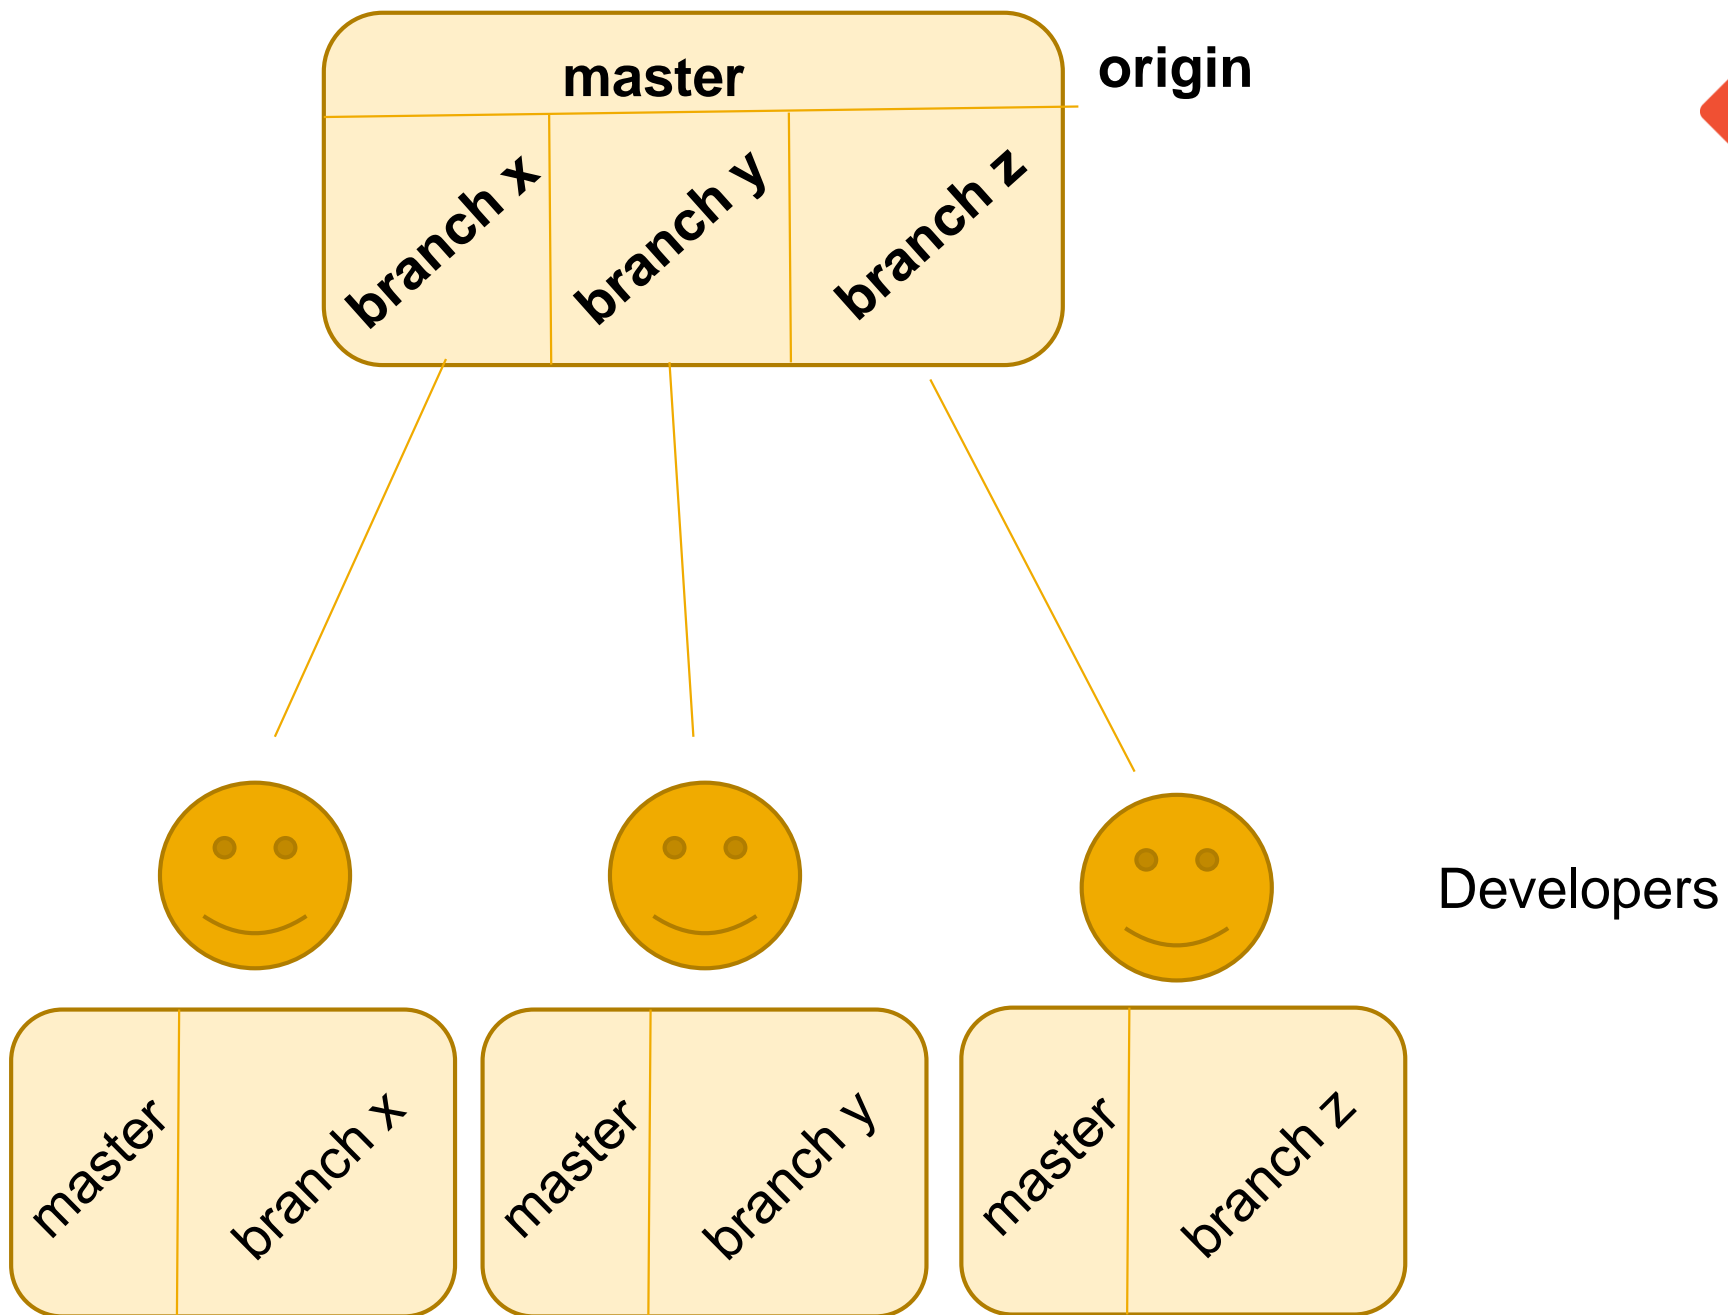 master
origin
branch x
branch y
branch z
Developers
master
branch x
master
branch y
master
branch z